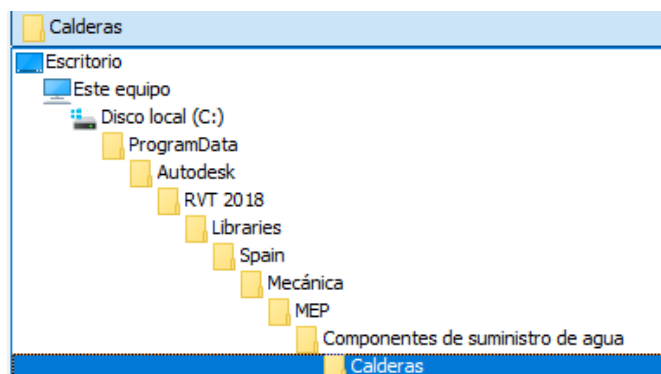 Calderas
Escritorio
Este equipo
Disco local (C:)
ProgramData
Autodesk
RVT 2018
Libraries
Spain
Mecánica
MEP
Componentes de suministro de agua
Calderas